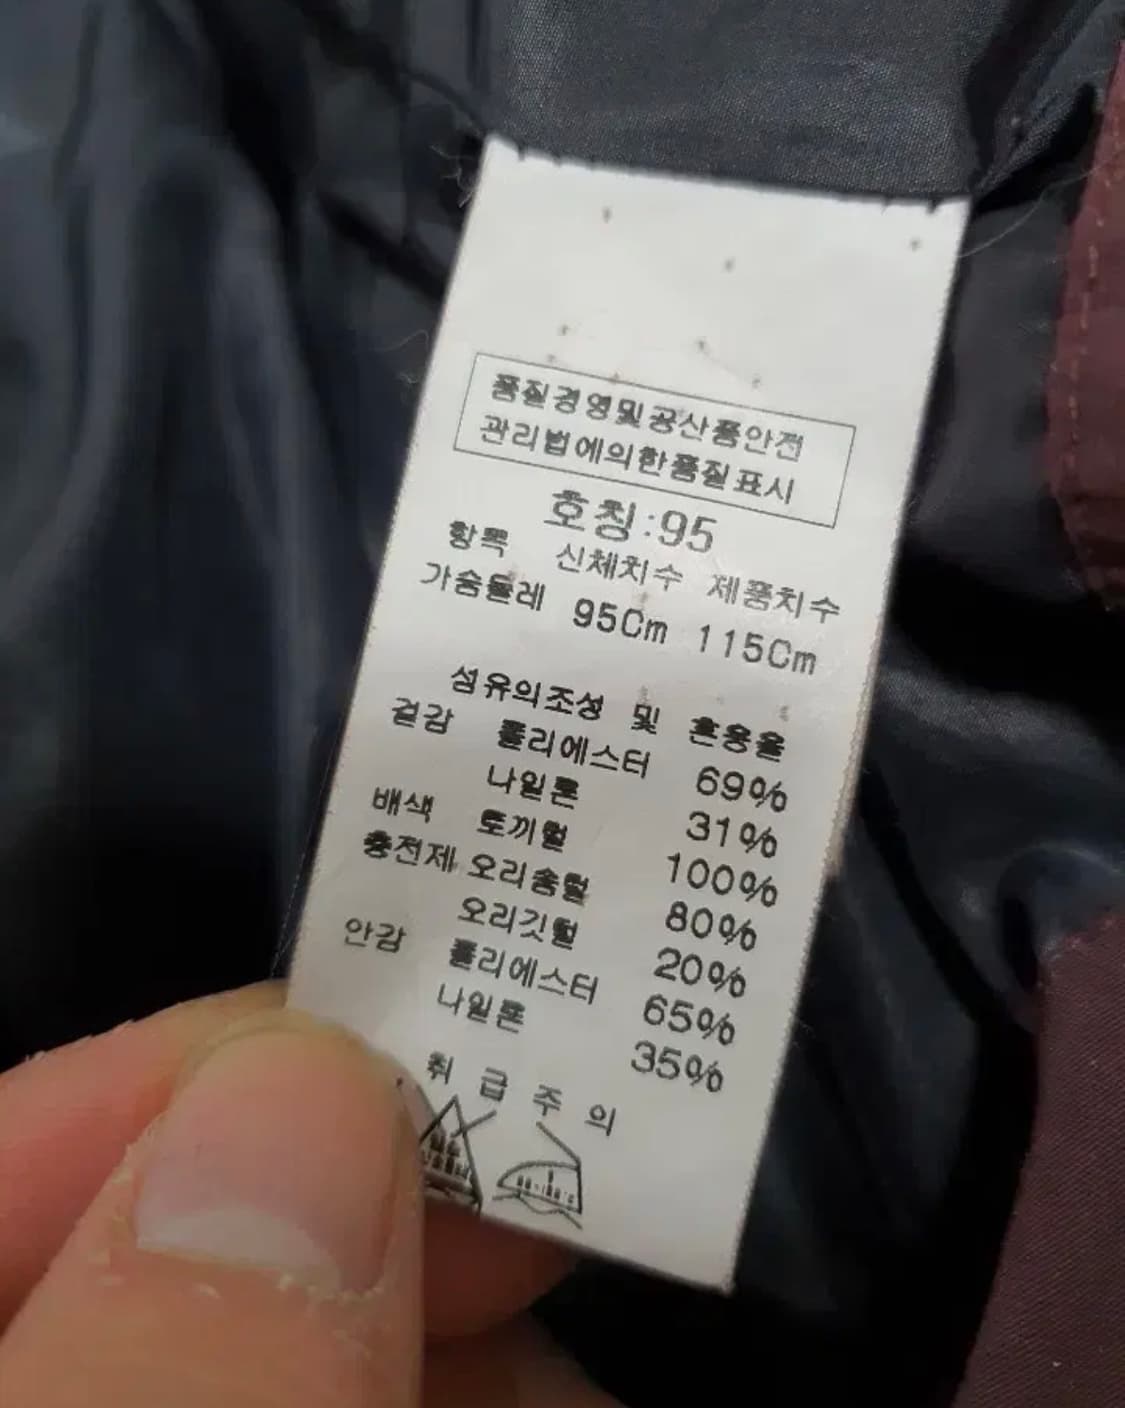 품질경영및공산품안전
관리법에의한품질표시
호칭:95
항목 신체치수 제품치수
가슴둘레 95Cm 115Cm
섬유의조성 및 혼용율
겉감 폴리에스터 69%
나일론 31%
배색 토끼털 100%
충전제 오리솜털 80%
오리깃털 20%
안감 폴리에스터 65%
나일론 35%
취급주의